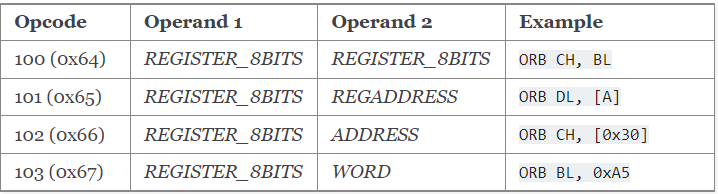 Opcode Operand 1 Operand 2 Example
100 (0x64) REGISTER_8BITS REGISTER_8BITS ORB CH, BL
101 (0x65) REGISTER_8BITS REGADDRESS ORB DL, [A]
102 (0x66) REGISTER_8BITS ADDRESS ORB CH, [0x30]
103 (0x67) REGISTER_8BITS WORD ORB BL, 0xA5